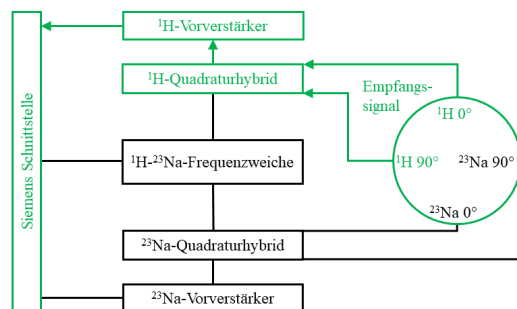 ¹H-Vorverstärker
¹H-Quadraturhybrid
Empfangs-
signal
¹H 0°
Siemens Schnittstelle
¹H-²³Na-Frequenzweiche
¹H 90°
²³Na 90°
²³Na 0°
²³Na-Quadraturhybrid
²³Na-Vorverstärker